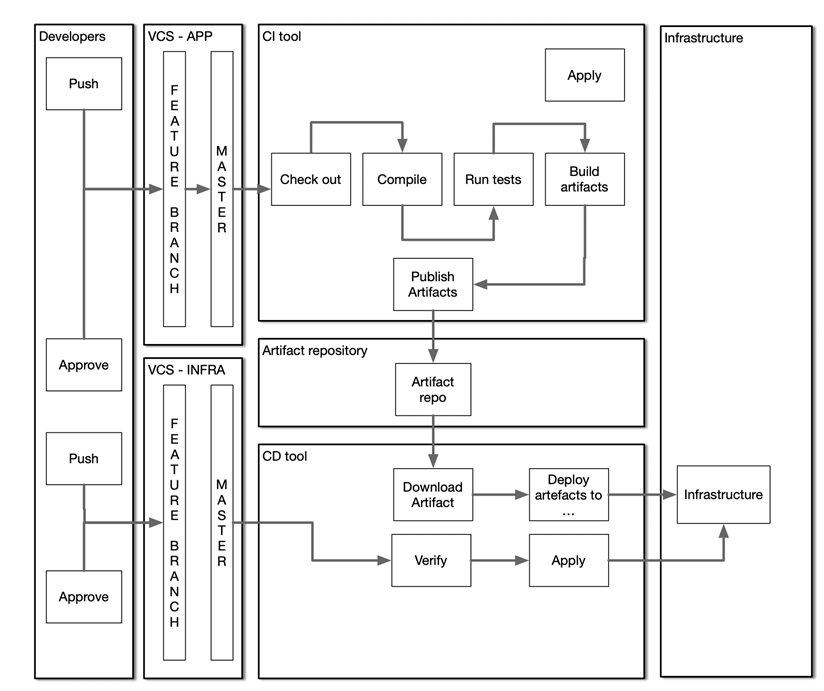 Developers
Push
Approve
Push
Approve
VCS - APP
FEATURE BRANCH
MASTER
VCS - INFRA
FEATURE BRANCH
MASTER
CI tool
Apply
Check out
Compile
Run tests
Build
artifacts
Publish
Artifacts
Artifact repository
Artifact
repo
CD tool
Download
Artifact
Deploy
artefacts to
...
Verify
Apply
Infrastructure
Infrastructure